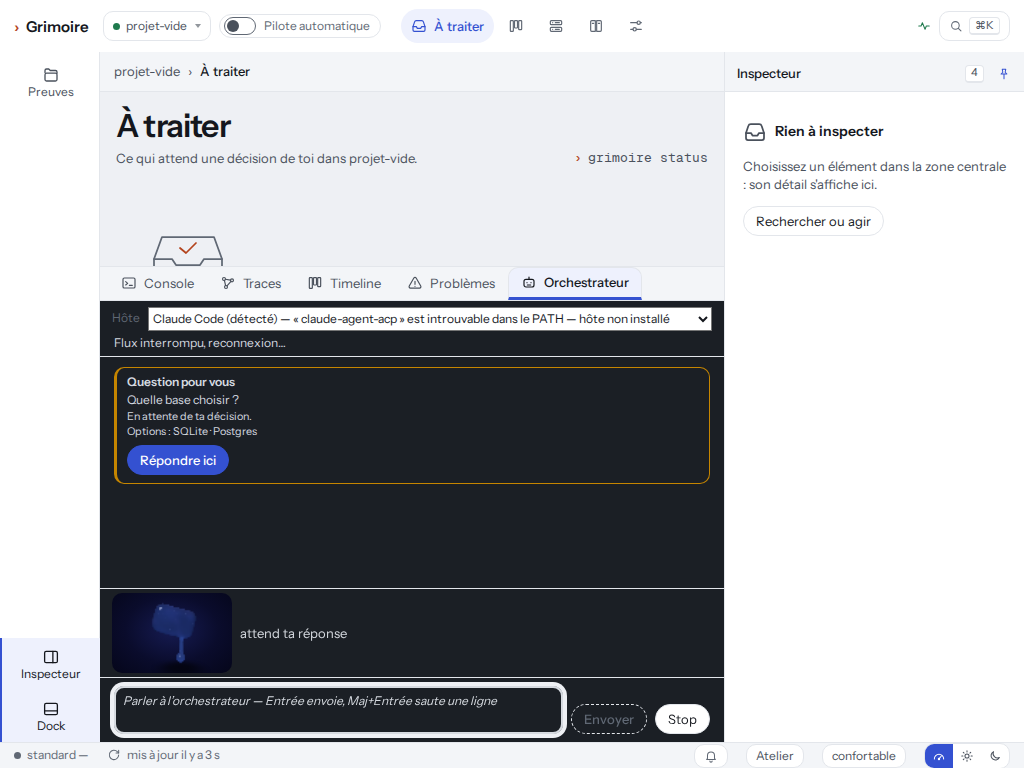 › Grimoire
projet-vide
Pilote automatique
À traiter
⌘K
Preuves
projet-vide › À traiter
À traiter
Ce qui attend une décision de toi dans projet-vide.
› grimoire status
Console
Traces
Timeline
Problèmes
Orchestrateur
Hôte
Claude Code (détecté) — « claude-agent-acp » est introuvable dans le PATH — hôte non installé
Flux interrompu, reconnexion…
Question pour vous
Quelle base choisir ?
En attente de ta décision.
Options : SQLite · Postgres
Répondre ici
attend ta réponse
Parler à l'orchestrateur — Entrée envoie, Maj+Entrée saute une ligne
Envoyer
Stop
Inspecteur
4
Rien à inspecter
Choisissez un élément dans la zone centrale
: son détail s'affiche ici.
Rechercher ou agir
Inspecteur
Dock
standard —
mis à jour il y a 3 s
Atelier
confortable